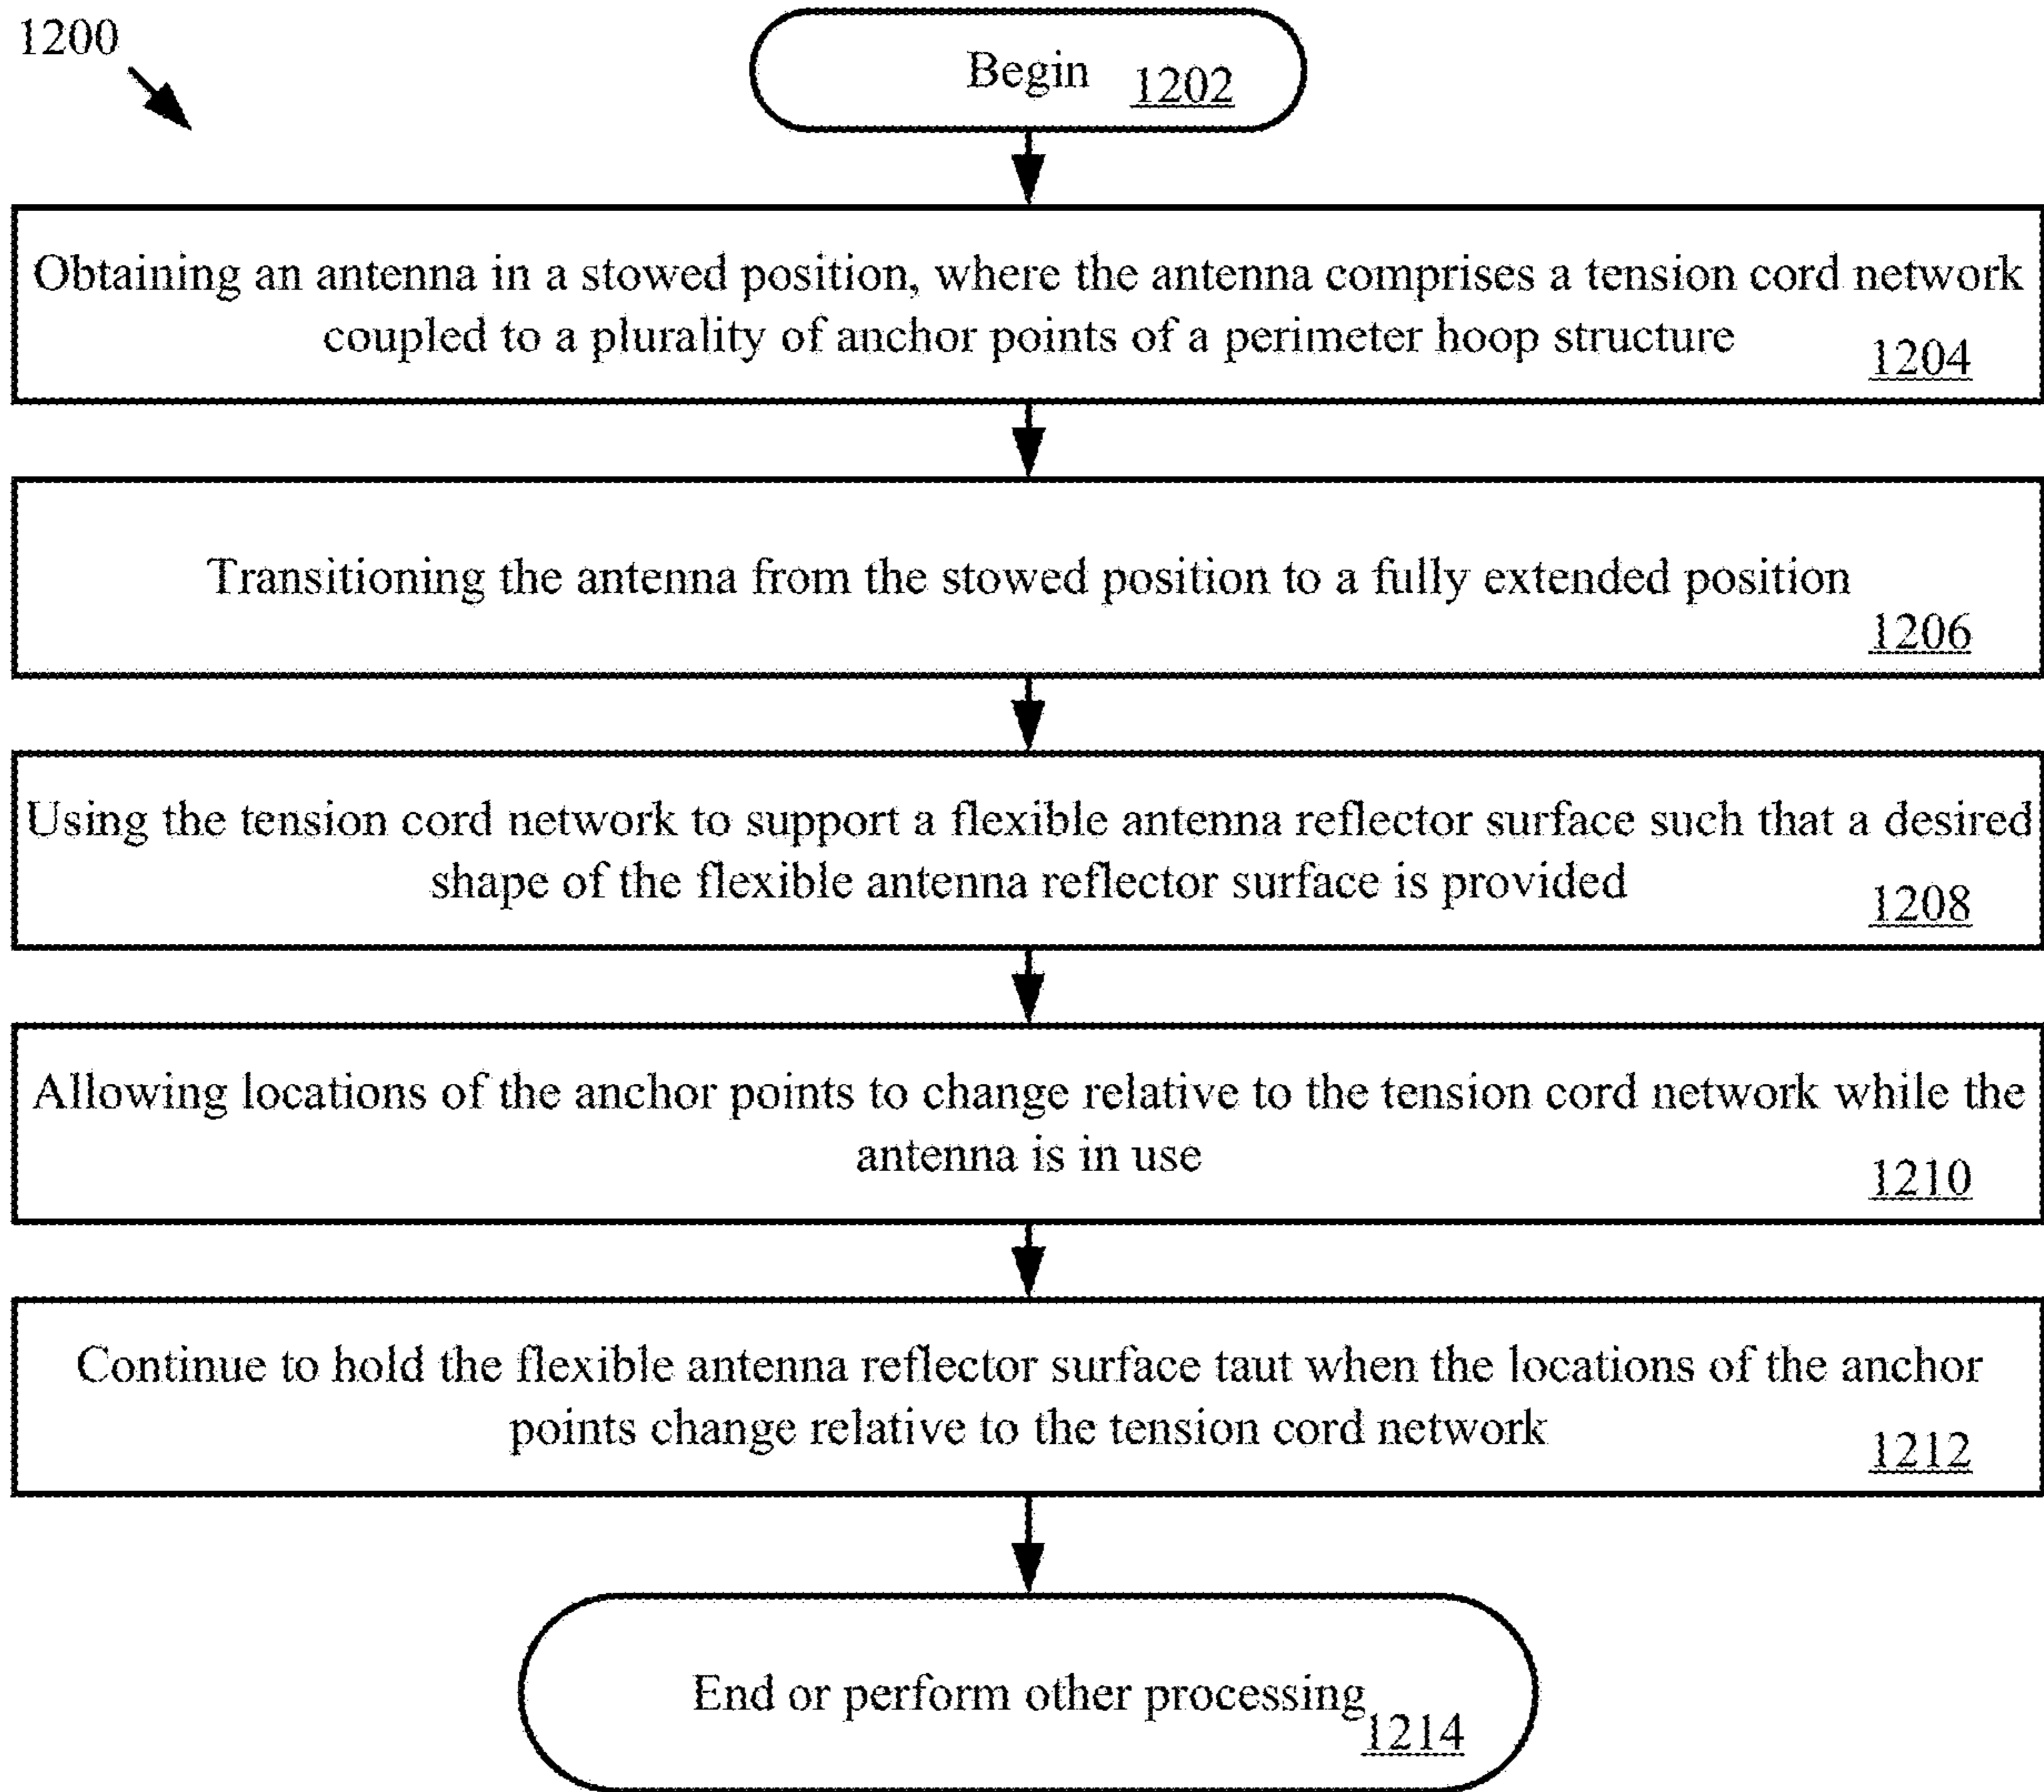 1200
Begin 1202
Obtaining an antenna in a stowed position, where the antenna comprises a tension cord network
coupled to a plurality of anchor points of a perimeter hoop structure
1204
Transitioning the antenna from the stowed position to a fully extended position
1206
Using the tension cord network to support a flexible antenna reflector surface such that a desired
shape of the flexible antenna reflector surface is provided
1208
Allowing locations of the anchor points to change relative to the tension cord network while the
antenna is in use
1210
Continue to hold the flexible antenna reflector surface taut when the locations of the anchor
points change relative to the tension cord network
1212
End or perform other processing
1214